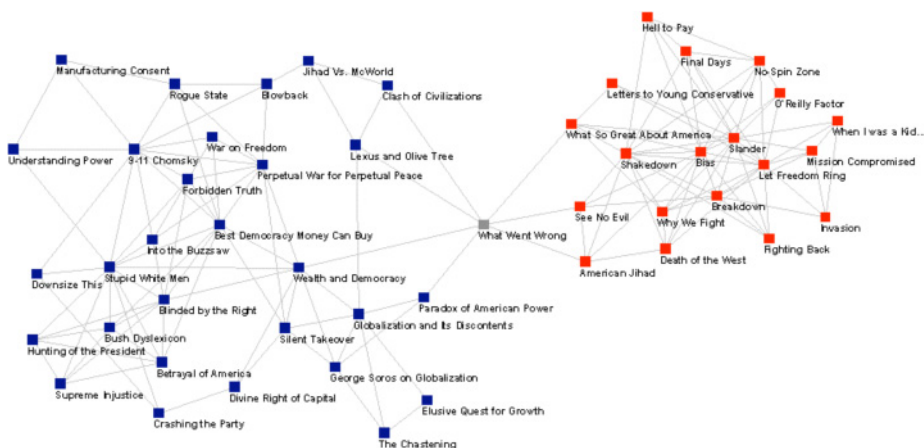 Hell to Pay
Final Days
No-Spin Zone
Manufacturing Consent
Jihad Vs. McWorld
Rogue State
Blowback
Clash of Civilizations
Letters to Young Conservative
O'Reilly Factor
What So Great About America
When I was a Kid...
War on Freedom
Slander
Understanding Power
9-11 Chomsky
Lexus and Olive Tree
Shakedown
Bias
Mission Compromised
Perpetual War for Perpetual Peace
Let Freedom Ring
Forbidden Truth
Breakdown
See No Evil
Why We Fight
Invasion
Best Democracy Money Can Buy
What Went Wrong
Into the Buzzsaw
Fighting Back
Death of the West
American Jihad
Downsize This
Stupid White Men
Wealth and Democracy
Blinded by the Right
Paradox of American Power
Bush Dyslexicon
Silent Takeover
Globalization and Its Discontents
Hunting of the President
Betrayal of America
George Soros on Globalization
Supreme Injustice
Divine Right of Capital
Crashing the Party
Elusive Quest for Growth
The Chastening